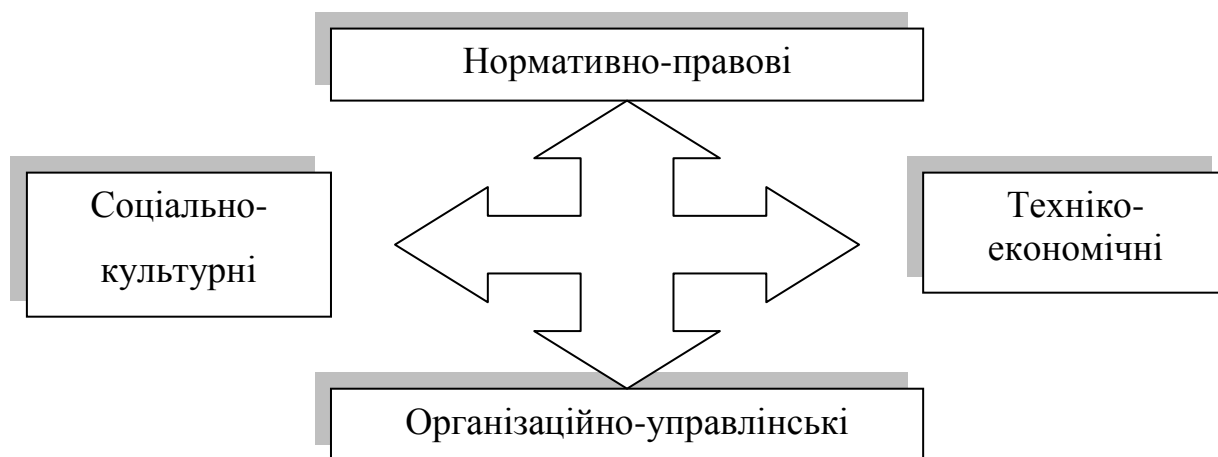 Нормативно-правові
Соціально-
культурні
Техніко-
економічні
Організаційно-управлінські